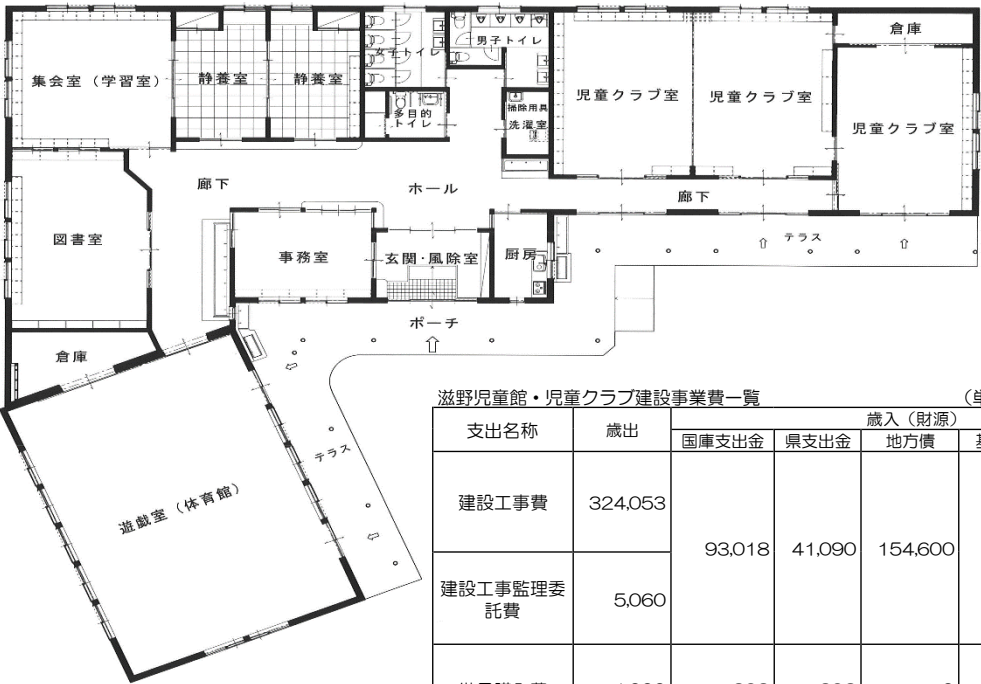 集会室（学習室）
静養室
静養室
女子トイレ
男子トイレ
多目的
トイレ
掃除用具
洗濯室
児童クラブ室
児童クラブ室
倉庫
児童クラブ室
廊下
ホール
廊下
テラス
図書室
事務室
玄関・風除室
厨房
ポーチ
倉庫
テラス
遊戯室（体育館）
滋野児童館・児童クラブ建設事業費一覧
支出名称 歳出 歳入（財源）
国庫支出金 県支出金 地方債
建設工事費 324,053
93,018 41,090 154,600
建設工事監理委
託費
5,060